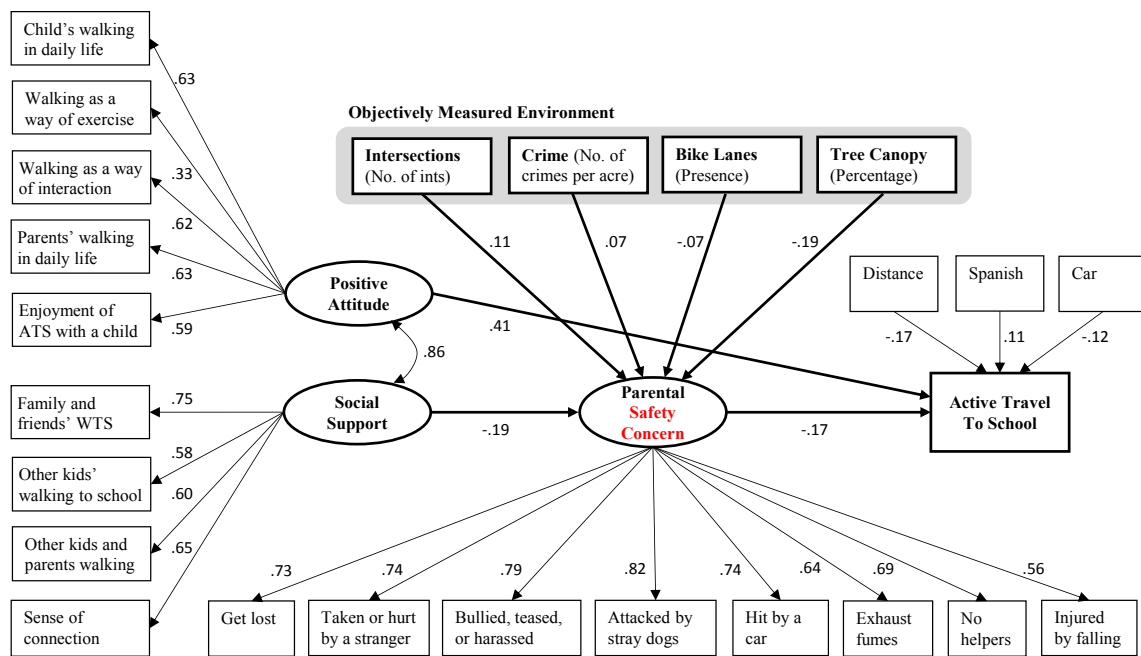 Child's walking
in daily life
.63
Walking as a
way of exercise
.33
Walking as a way
of interaction
.62
Parents' walking
in daily life
.63
Enjoyment of
ATS with a child
.59
Objectively Measured Environment
Intersections
(No. of ints)
Crime (No. of
crimes per acre)
Bike Lanes
(Presence)
Tree Canopy
(Percentage)
.11
.07
-.07
-.19
Positive
Attitude
.41
.86
Distance
Spanish
Car
-.17
.11
-.12
Family and
friends' WTS
.75
Other kids'
walking to school
.58
Other kids and
parents walking
.60
Sense of
connection
.65
Social
Support
-.19
Parental
Safety
Concern
-.17
Active Travel
To School
.73
.74
.79
.82
.74
.64
.69
.56
Get lost
Taken or hurt
by a stranger
Bullied, teased,
or harassed
Attacked by
stray dogs
Hit by a
car
Exhaust
fumes
No
helpers
Injured
by falling